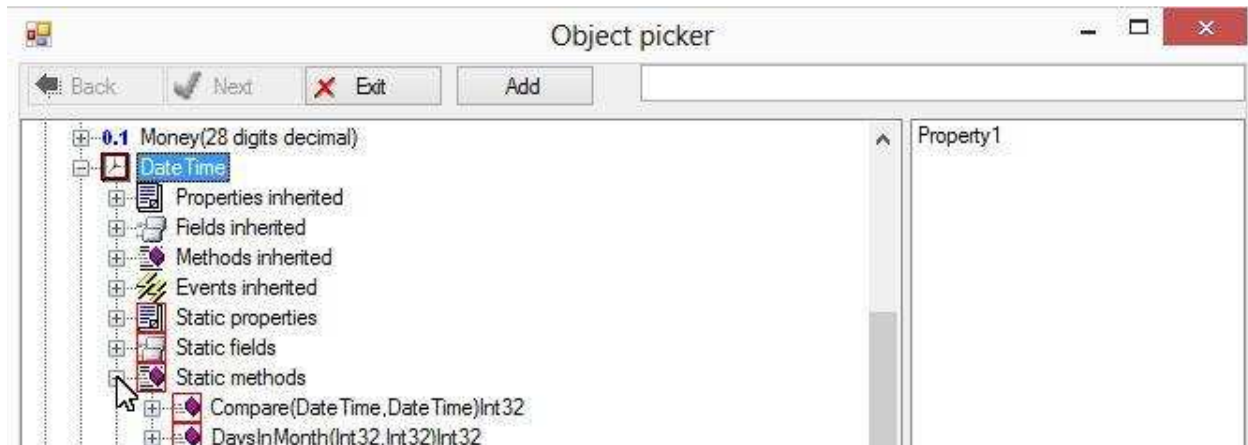 Object picker
Back Next Exit Add
0.1 Money(28 digits decimal)
Property1
DateTime
Properties inherited
Fields inherited
Methods inherited
Events inherited
Static properties
Static fields
Static methods
Compare(DateTime,DateTime)Int32
DaysInMonth(Int32,Int32)Int32